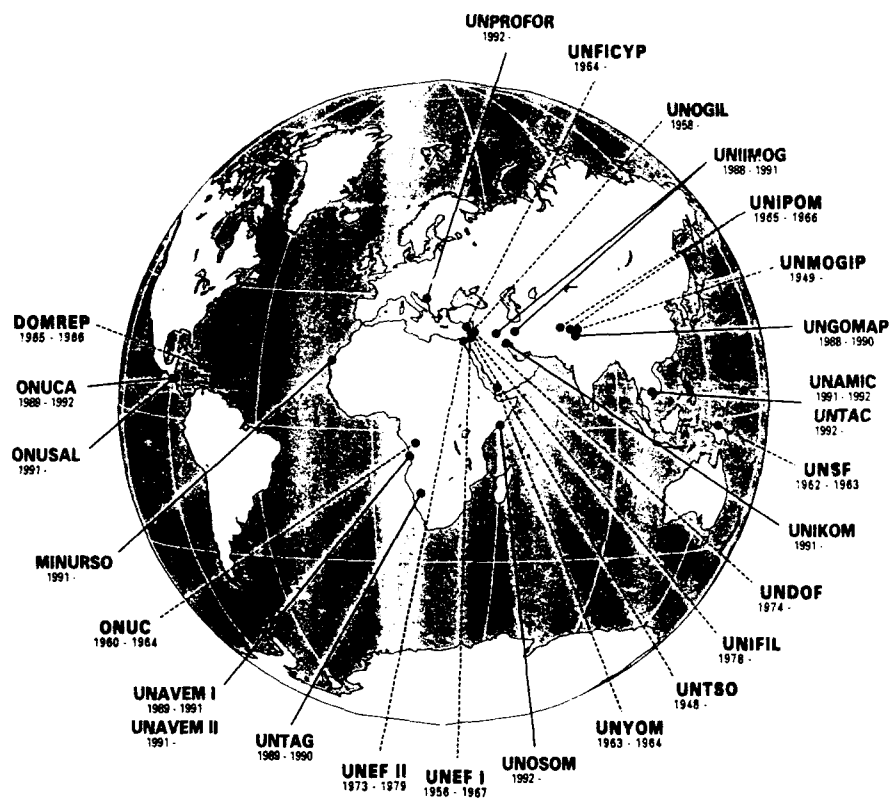 UNPROFOR
1992 -
UNFICYP
1964 -
UNOGIL
1958 -
UNIIMOG
1988 - 1991
UNIPOM
1965 - 1966
UNMOGIP
1949 -
UNGOMAP
1988 - 1990
UNAMIC
1991 - 1992
UNTAC
1992 -
UNSF
1962 - 1963
UNIKOM
1991 -
UNDOF
1974 -
UNIFIL
1978 -
UNTSO
1948 -
UNYOM
1963 - 1964
UNOSOM
1992 -
UNEF I
1956 - 1967
UNEF II
1973 - 1979
UNTAG
1989 - 1990
UNAVEM I
1989 - 1991
UNAVEM II
1991 -
ONUC
1960 - 1964
MINURSO
1991 -
ONUSAL
1991 -
ONUCA
1989 - 1992
DOMREP
1965 - 1966